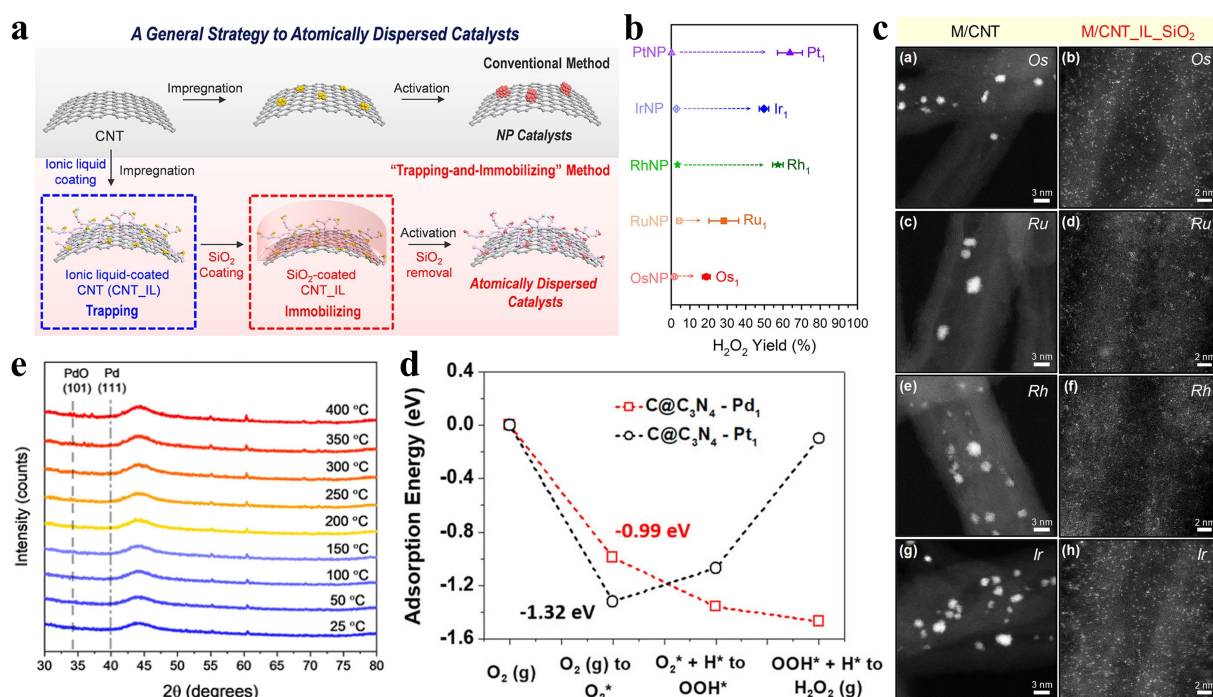 a
A General Strategy to Atomically Dispersed Catalysts
Conventional Method
Impregnation
Activation
CNT
NP Catalysts
Ionic liquid
coating
Impregnation
“Trapping-and-Immobilizing” Method
SiO₂
Coating
Activation
SiO₂
removal
Ionic liquid-coated
CNT (CNT_IL)
Trapping
SiO₂-coated
CNT_IL
Immobilizing
Atomically Dispersed
Catalysts
b
PtNP
Pt₁
IrNP
Ir₁
RhNP
Rh₁
RuNP
Ru₁
OsNP
Os₁
0 10 20 30 40 50 60 70 80 90 100
H₂O₂ Yield (%)
c
M/CNT
M/CNT_IL_SiO₂
(a)
Os
3 nm
(b)
Os
2 nm
(c)
Ru
3 nm
(d)
Ru
2 nm
(e)
Rh
3 nm
(f)
Rh
2 nm
(g)
Ir
3 nm
(h)
Ir
2 nm
e
PdO
(101)
Pd
(111)
400 °C
350 °C
300 °C
250 °C
200 °C
150 °C
100 °C
50 °C
25 °C
Intensity (counts)
30 35 40 45 50 55 60 65 70 75 80
2θ (degrees)
d
Adsorption Energy (eV)
0.4
0.0
-0.4
-0.8
-1.2
-1.6
C@C₃N₄ - Pd₁
C@C₃N₄ - Pt₁
-0.99 eV
-1.32 eV
O₂ (g)
O₂ (g) to
O₂*
O₂* + H* to
OOH*
OOH* + H* to
H₂O₂ (g)